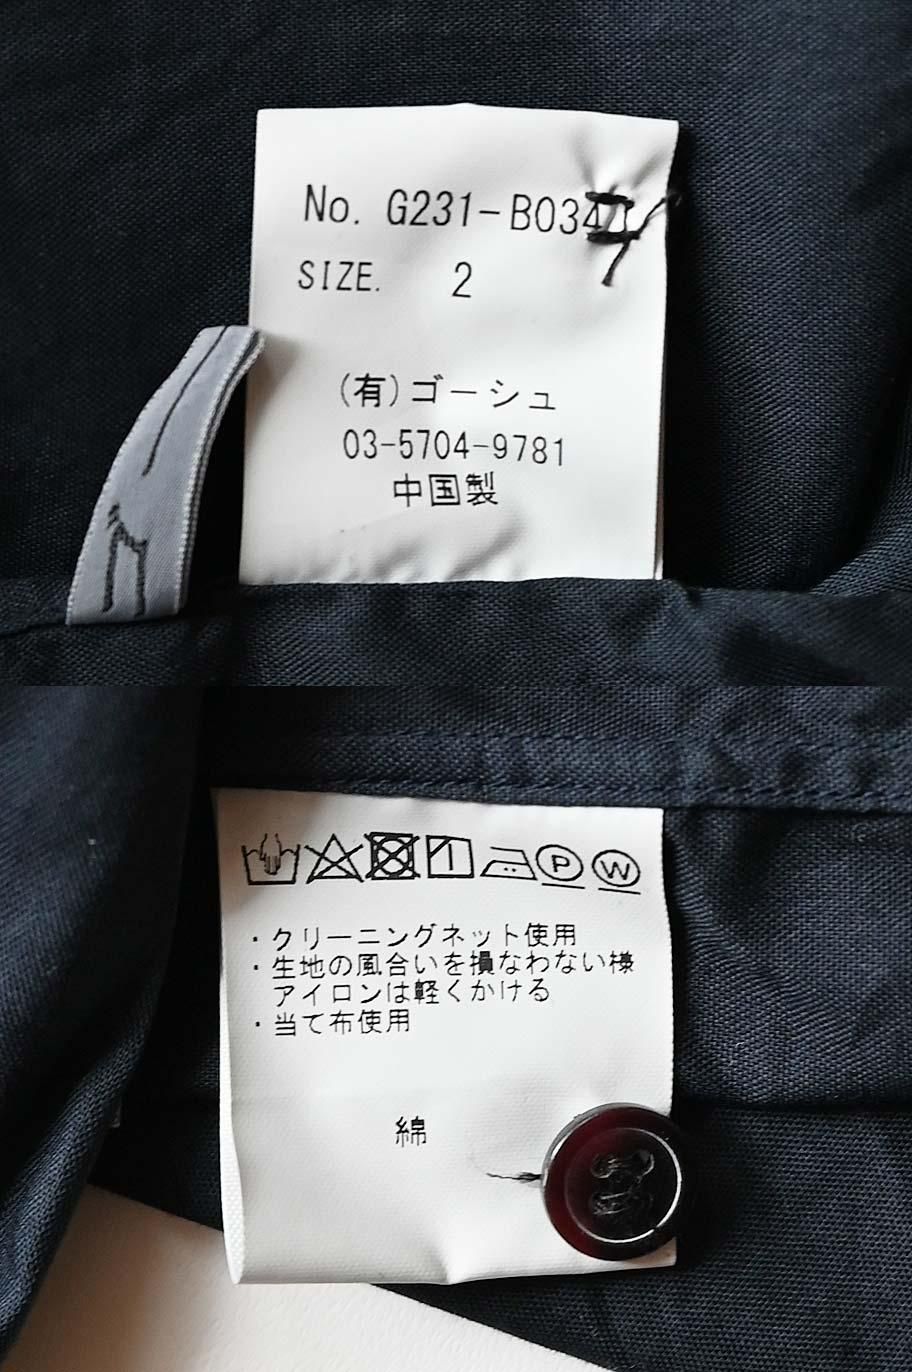 No. G231-B034
SIZE. 2
(有)ゴーシュ
03-5704-9781
中国製
P W
・クリーニングネット使用
・生地の風合いを損なわない様
アイロンは軽くかける
・当て布使用
綿